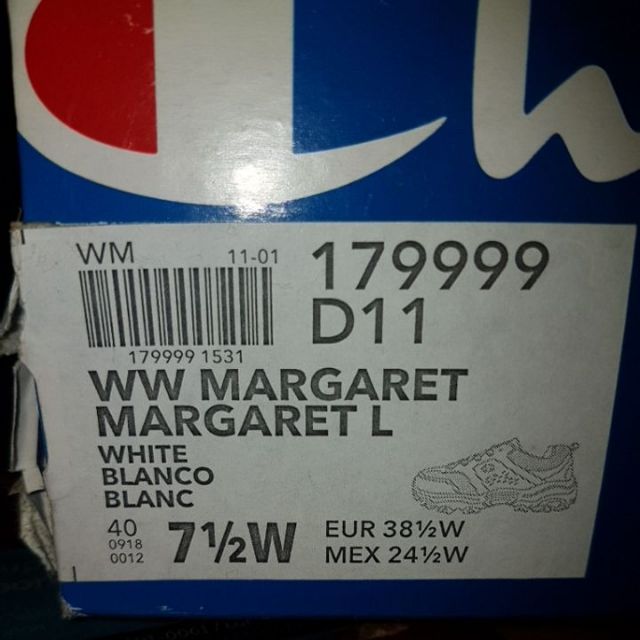 Ch
WM 11-01
179999
D11
179999 1531
WW MARGARET
MARGARET L
WHITE
BLANCO
BLANC
40
0918
0012
7½W
EUR 38½W
MEX 24½W